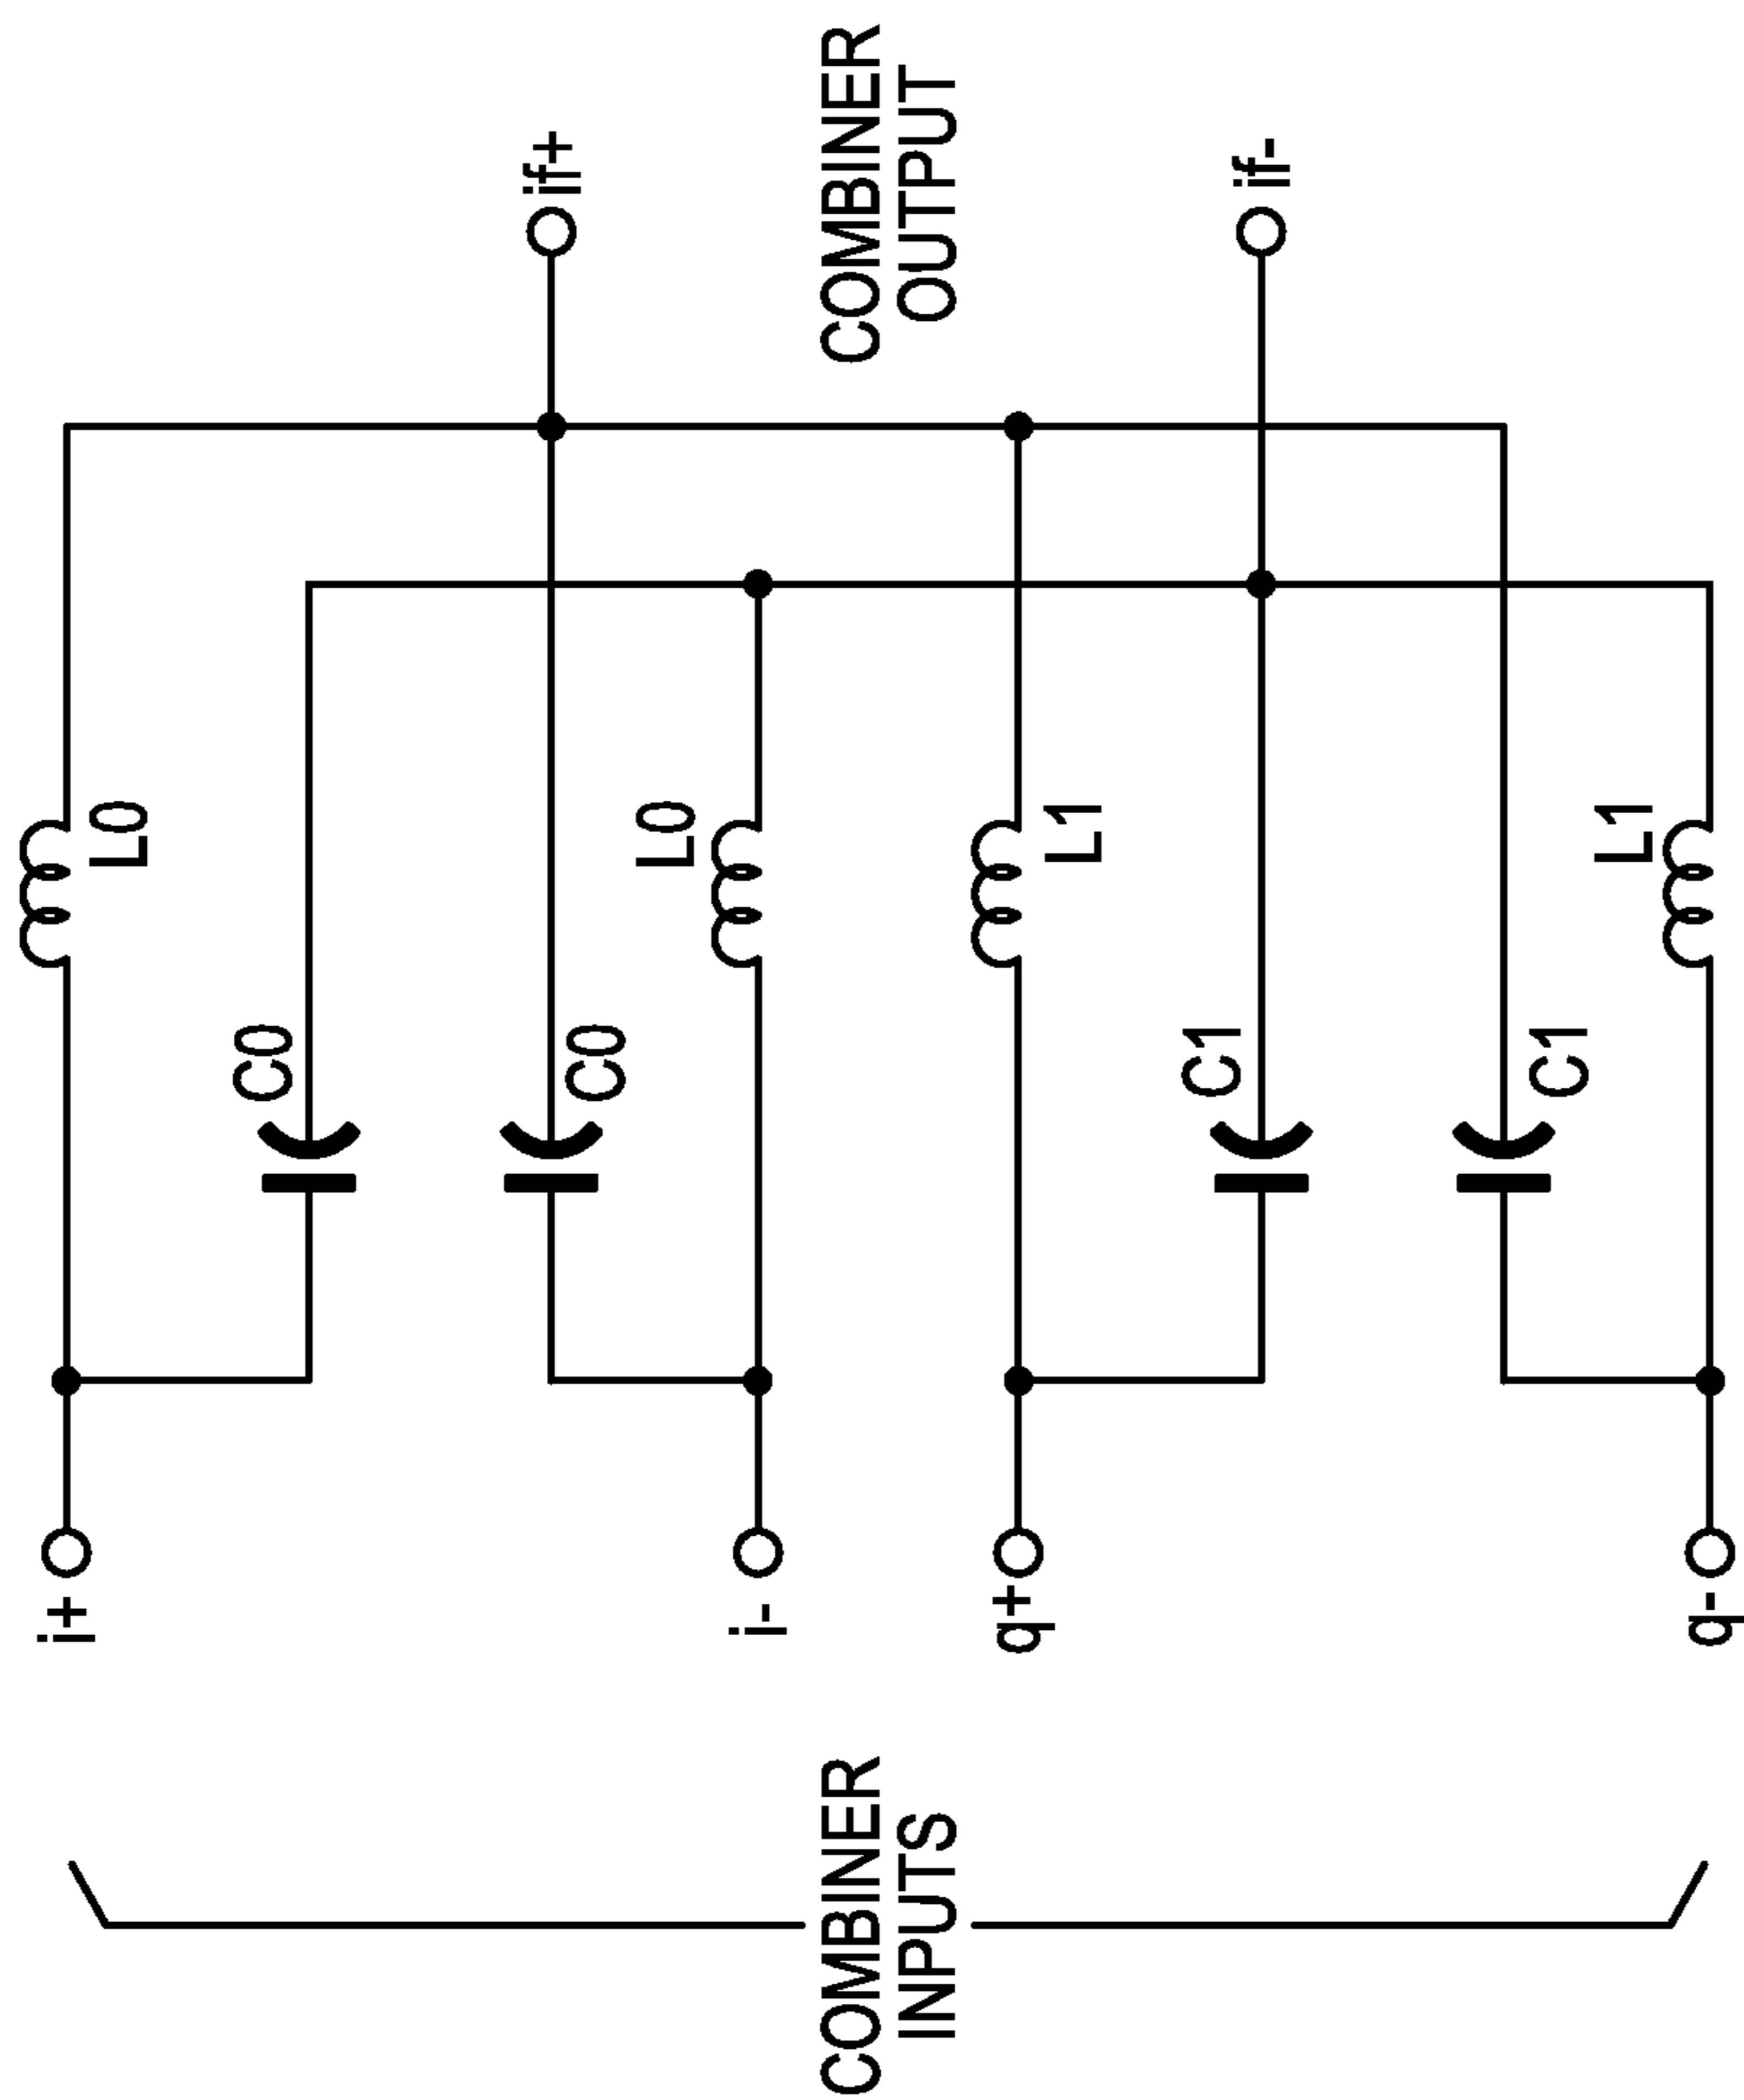 COMBINER
INPUTS
i+
i-
q+
q-
C0
C0
C1
C1
L0
L0
L1
L1
if+
if-
COMBINER
OUTPUT